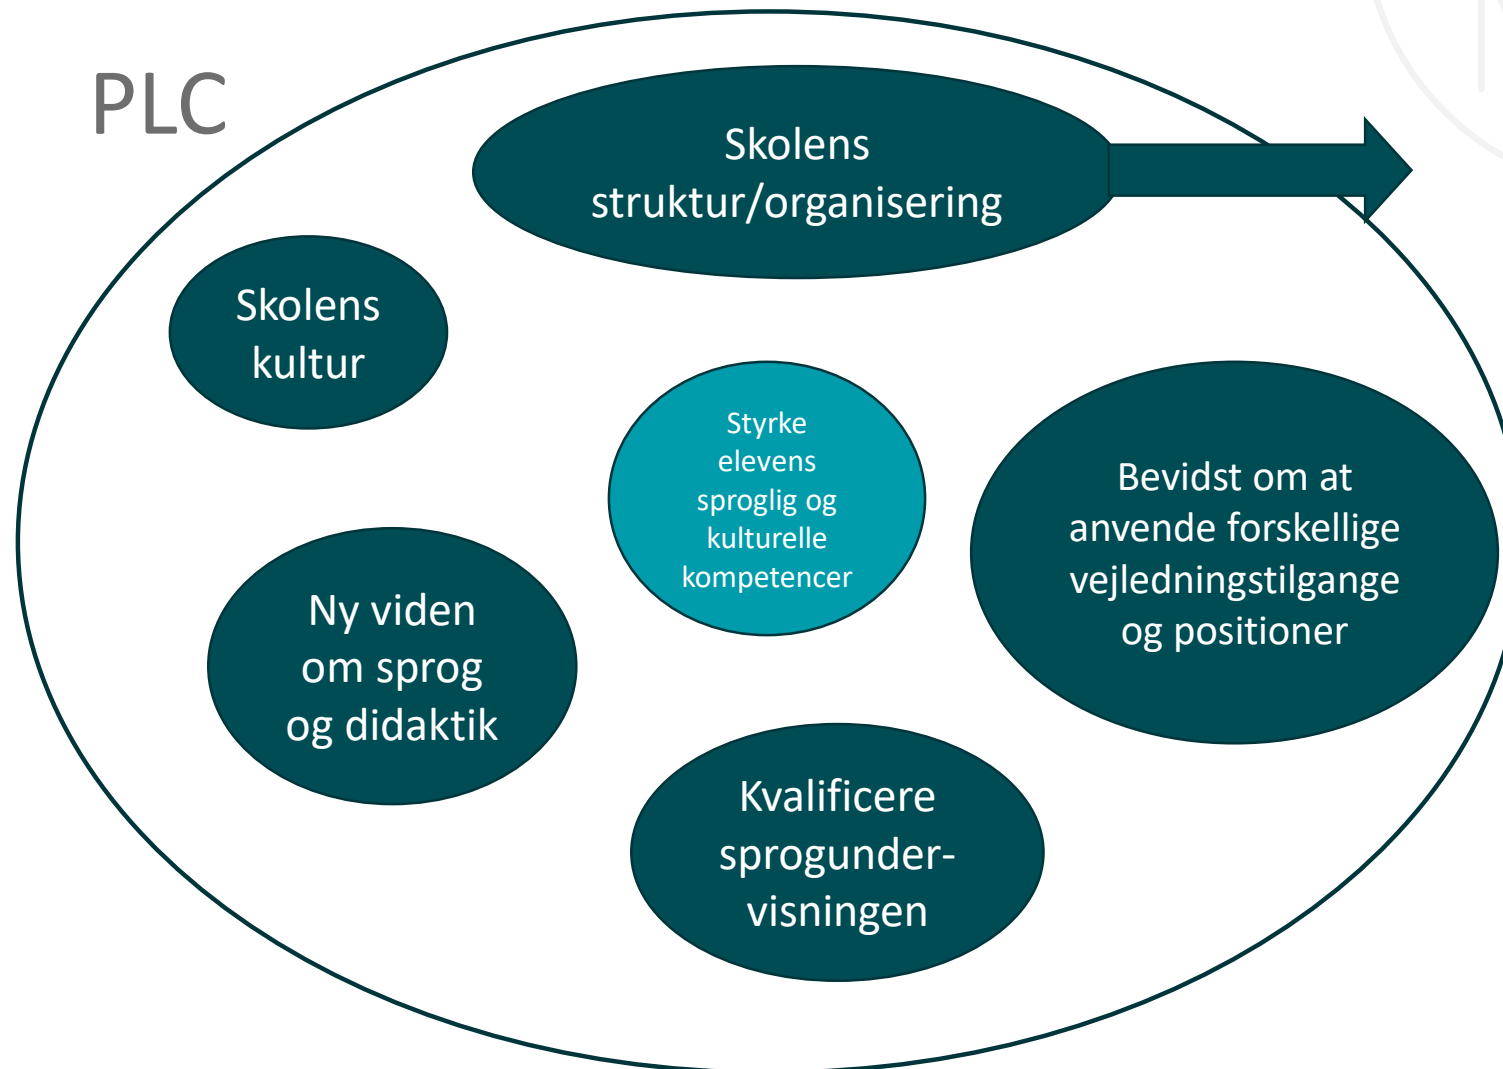 PLC
Skolens
struktur/organisering
Skolens
kultur
Styrke
elevens
sproglig og
kulturelle
kompetencer
Bevidst om at
anvende forskellige
vejledningstilgange
og positioner
Ny viden
om sprog
og didaktik
Kvalificere
sprogunder-
visningen